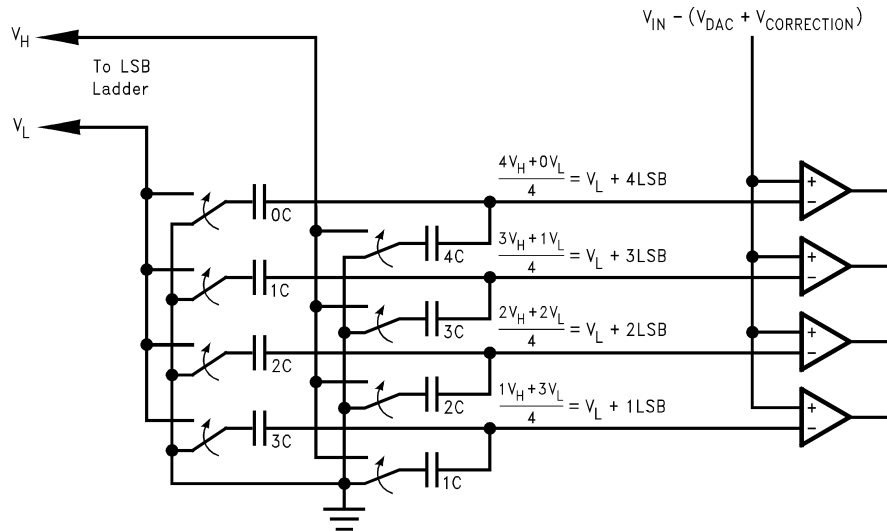 V_H
To LSB
Ladder
V_L
V_IN – (V_DAC + V_CORRECTION)
(4V_H + 0V_L)/4 = V_L + 4LSB
+
–
0C
4C
(3V_H + 1V_L)/4 = V_L + 3LSB
+
–
1C
3C
(2V_H + 2V_L)/4 = V_L + 2LSB
+
–
2C
2C
(1V_H + 3V_L)/4 = V_L + 1LSB
+
–
3C
1C